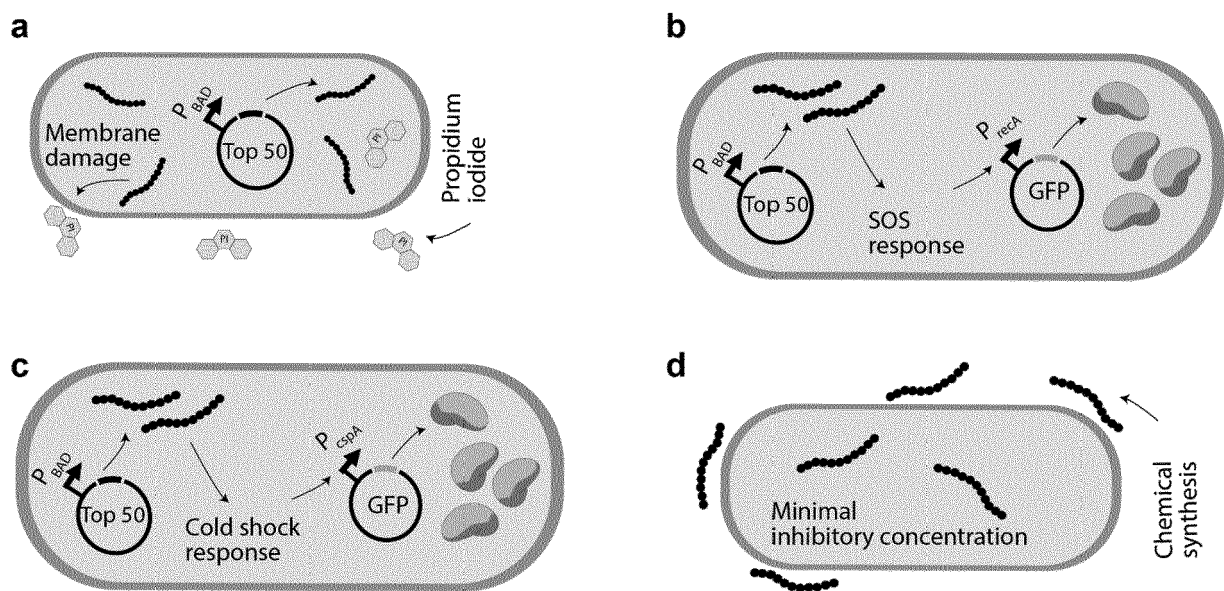 a
P BAD
Membrane
damage
Top 50
PI
PI
PI
PI
Propidium
iodide
b
P BAD
Top 50
SOS
response
P recA
GFP
c
P BAD
Top 50
Cold shock
response
P cspA
GFP
d
Minimal
inhibitory concentration
Chemical
synthesis